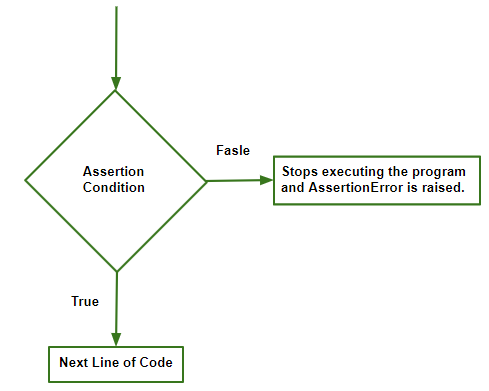 Assertion
Condition
Fasle
Stops executing the program
and AssertionError is raised.
True
Next Line of Code